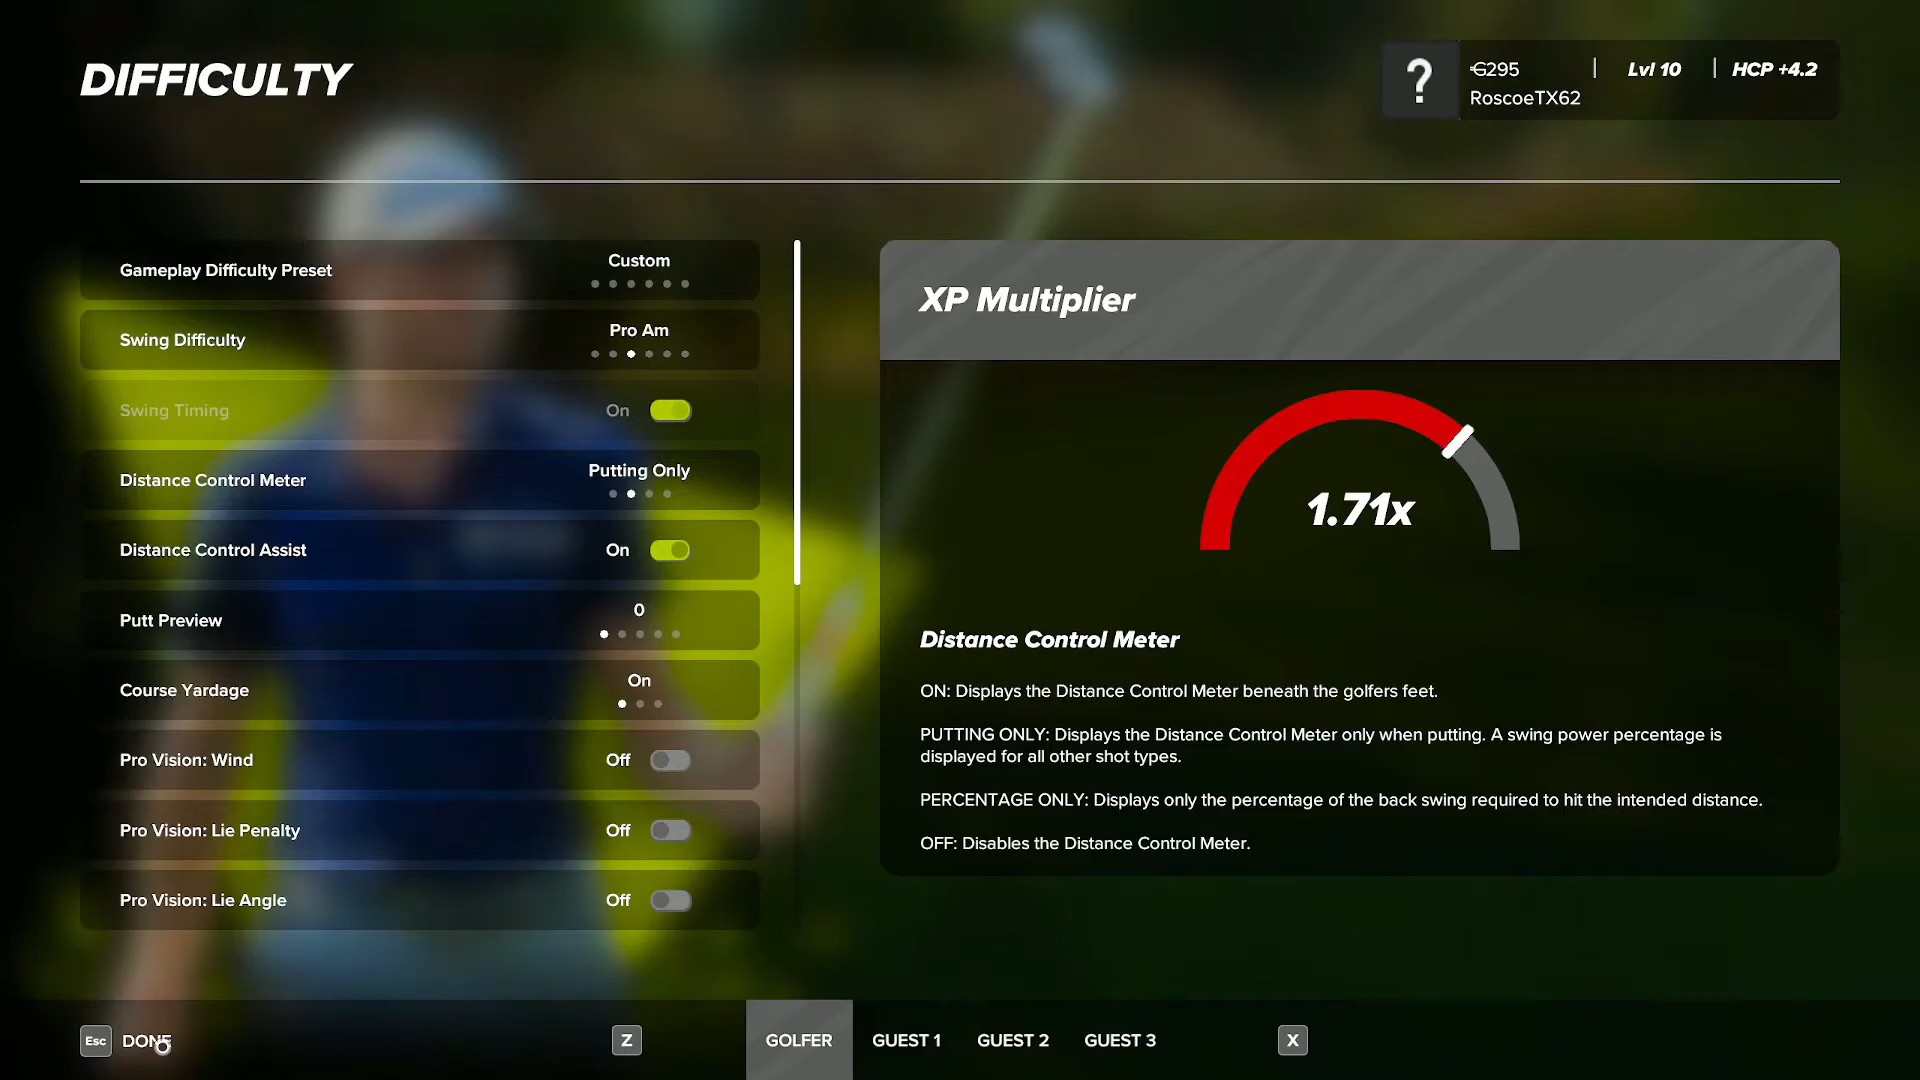 DIFFICULTY
?
G295 | Lvl 10 | HCP +4.2
RoscoeTX62
Gameplay Difficulty Preset
Custom
Swing Difficulty
Pro Am
Swing Timing
On
Distance Control Meter
Putting Only
Distance Control Assist
On
Putt Preview
0
Course Yardage
On
Pro Vision: Wind
Off
Pro Vision: Lie Penalty
Off
Pro Vision: Lie Angle
Off
XP Multiplier
1.71x
Distance Control Meter
ON: Displays the Distance Control Meter beneath the golfers feet.
PUTTING ONLY: Displays the Distance Control Meter only when putting. A swing power percentage is
displayed for all other shot types.
PERCENTAGE ONLY: Displays only the percentage of the back swing required to hit the intended distance.
OFF: Disables the Distance Control Meter.
Esc DONE
Z
GOLFER
GUEST 1
GUEST 2
GUEST 3
X